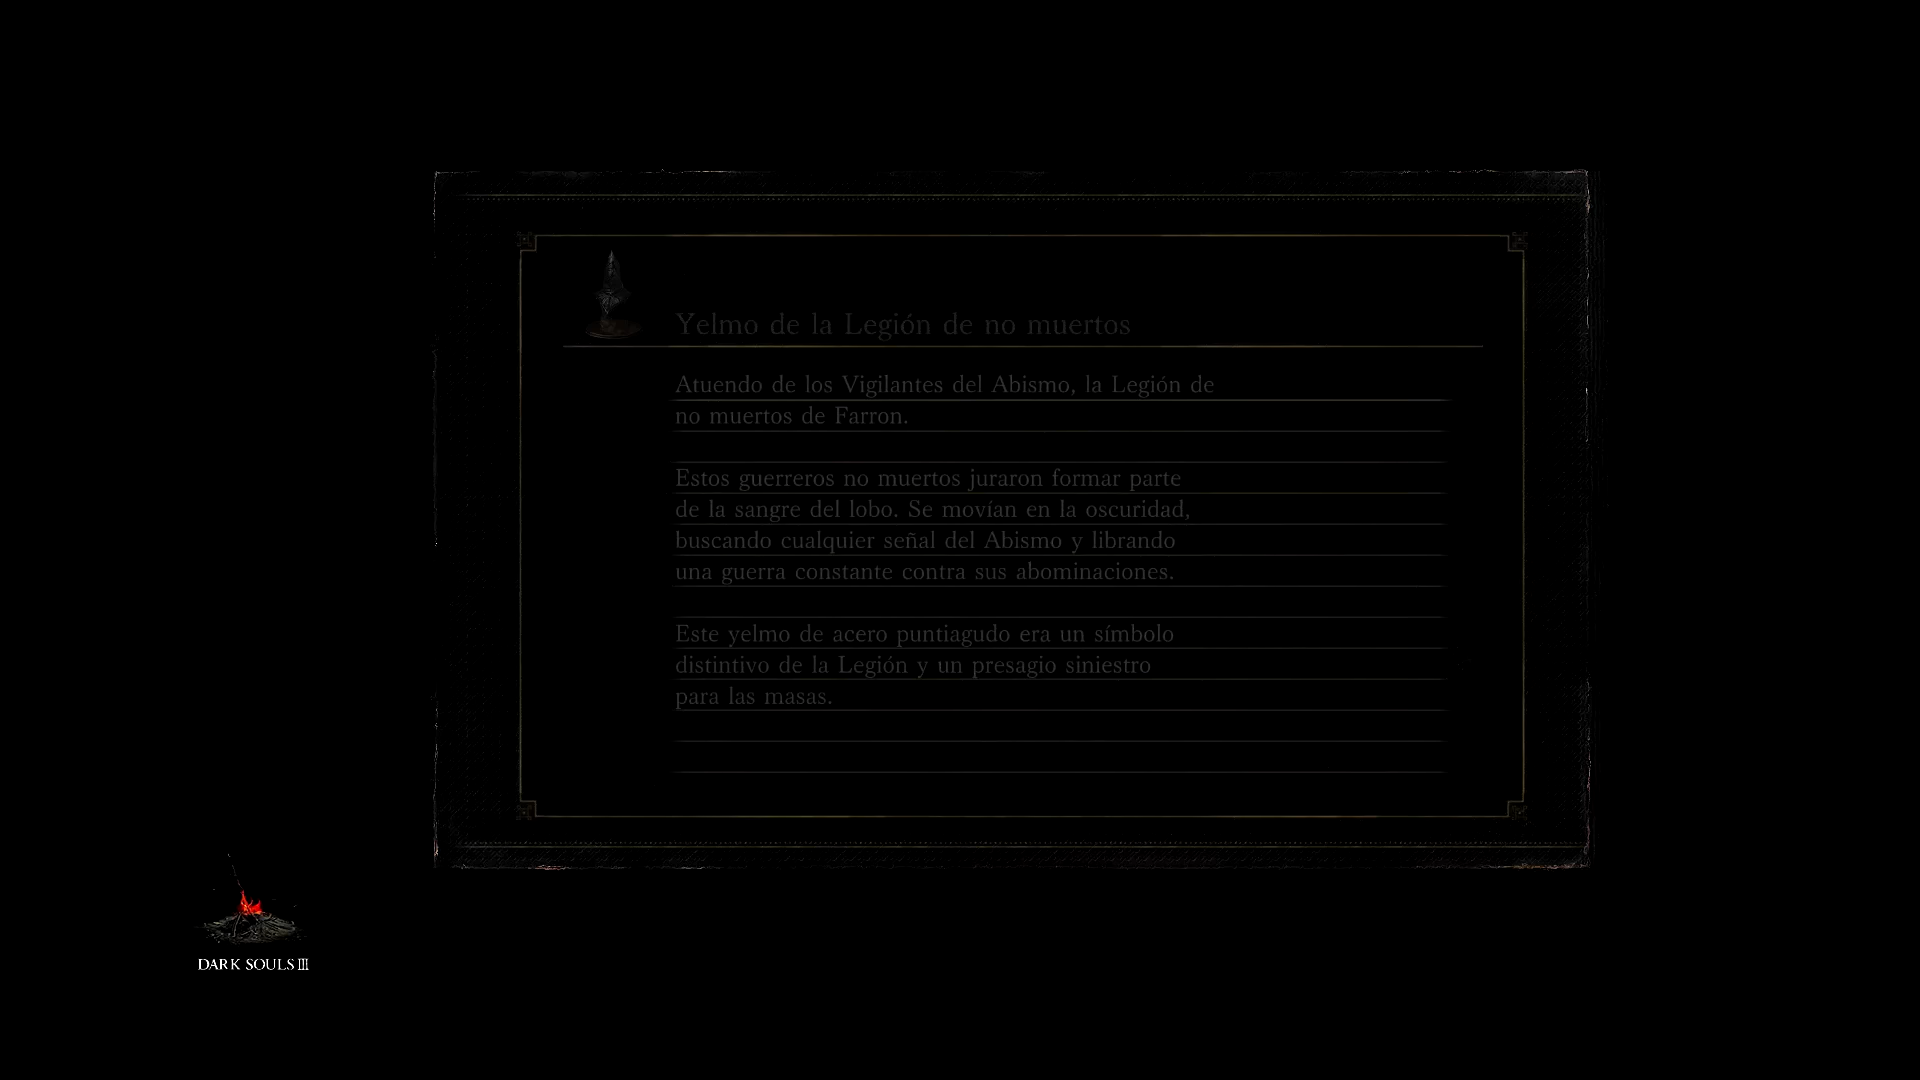 Yelmo de la Legión de no muertos
Atuendo de los Vigilantes del Abismo, la Legión de
no muertos de Farron.
Estos guerreros no muertos juraron formar parte
de la sangre del lobo. Se movían en la oscuridad,
buscando cualquier señal del Abismo y librando
una guerra constante contra sus abominaciones.
Este yelmo de acero puntiagudo era un símbolo
distintivo de la Legión y un presagio siniestro
para las masas.
DARK SOULS III